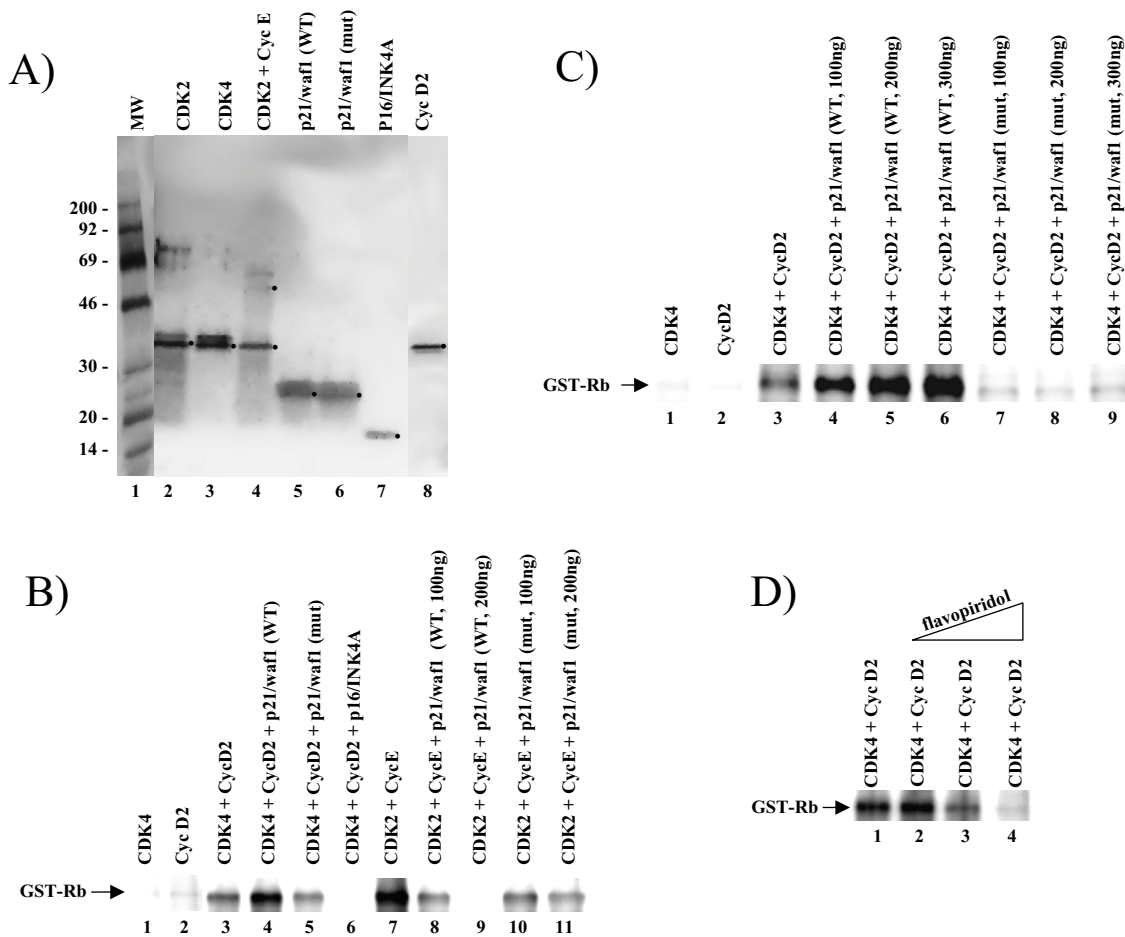 A)
MW
CDK2
CDK4
CDK2 + Cyc E
p21/waf1 (WT)
p21/waf1 (mut)
P16/INK4A
Cyc D2
200 -
92 -
69 -
46 -
30 -
20 -
14 -
1 2 3 4 5 6 7 8
B)
CDK4
Cyc D2
CDK4 + CycD2
CDK4 + CycD2 + p21/waf1 (WT)
CDK4 + CycD2 + p21/waf1 (mut)
CDK4 + CycD2 + p16/INK4A
CDK2 + CycE
CDK2 + CycE + p21/waf1 (WT, 100ng)
CDK2 + CycE + p21/waf1 (WT, 200ng)
CDK2 + CycE + p21/waf1 (mut, 100ng)
CDK2 + CycE + p21/waf1 (mut, 200ng)
GST-Rb
1 2 3 4 5 6 7 8 9 10 11
C)
CDK4
CycD2
CDK4 + CycD2
CDK4 + CycD2 + p21/waf1 (WT, 100ng)
CDK4 + CycD2 + p21/waf1 (WT, 200ng)
CDK4 + CycD2 + p21/waf1 (WT, 300ng)
CDK4 + CycD2 + p21/waf1 (mut, 100ng)
CDK4 + CycD2 + p21/waf1 (mut, 200ng)
CDK4 + CycD2 + p21/waf1 (mut, 300ng)
GST-Rb
1 2 3 4 5 6 7 8 9
D)
flavopiridol
CDK4 + Cyc D2
CDK4 + Cyc D2
CDK4 + Cyc D2
CDK4 + Cyc D2
GST-Rb
1 2 3 4